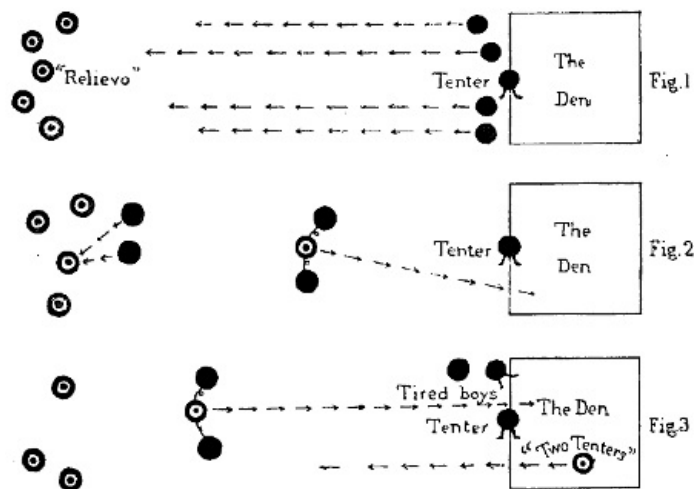 "Relievo"
Tenter
The
Den
Fig.1
Tenter
The
Den
Fig.2
Tired boys
Tenter
The Den
"Two Tenters"
Fig.3